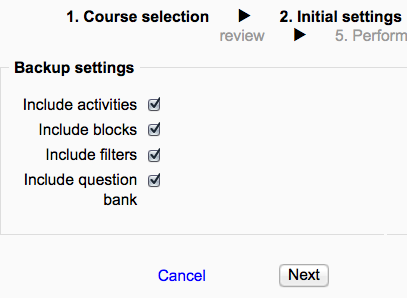 1. Course selection ▶ 2. Initial settings
review ▶ 5. Perform
Backup settings
Include activities
Include blocks
Include filters
Include question
bank
Cancel Next